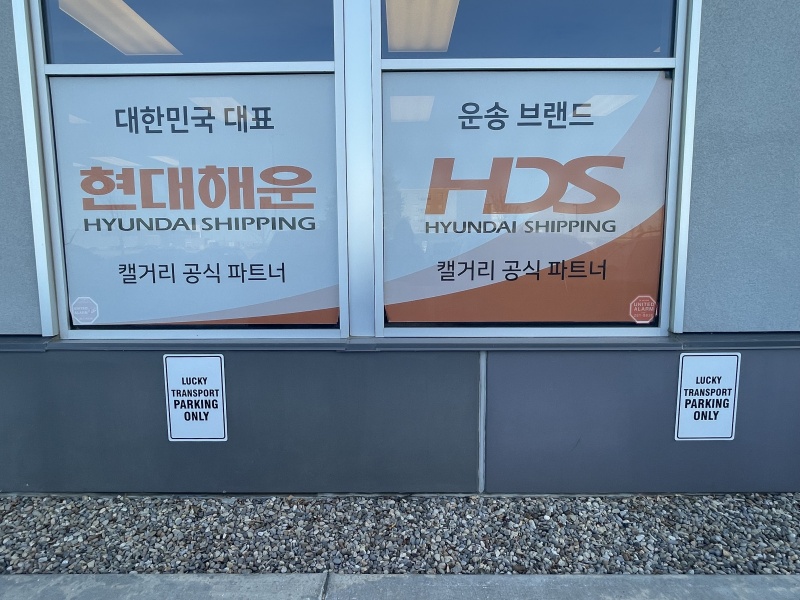 대한민국 대표
현대해운
HYUNDAI SHIPPING
캘거리 공식 파트너
운송 브랜드
HDS
HYUNDAI SHIPPING
캘거리 공식 파트너
UNITED
ALARM
LUCKY
TRANSPORT
PARKING
ONLY
LUCKY
TRANSPORT
PARKING
ONLY